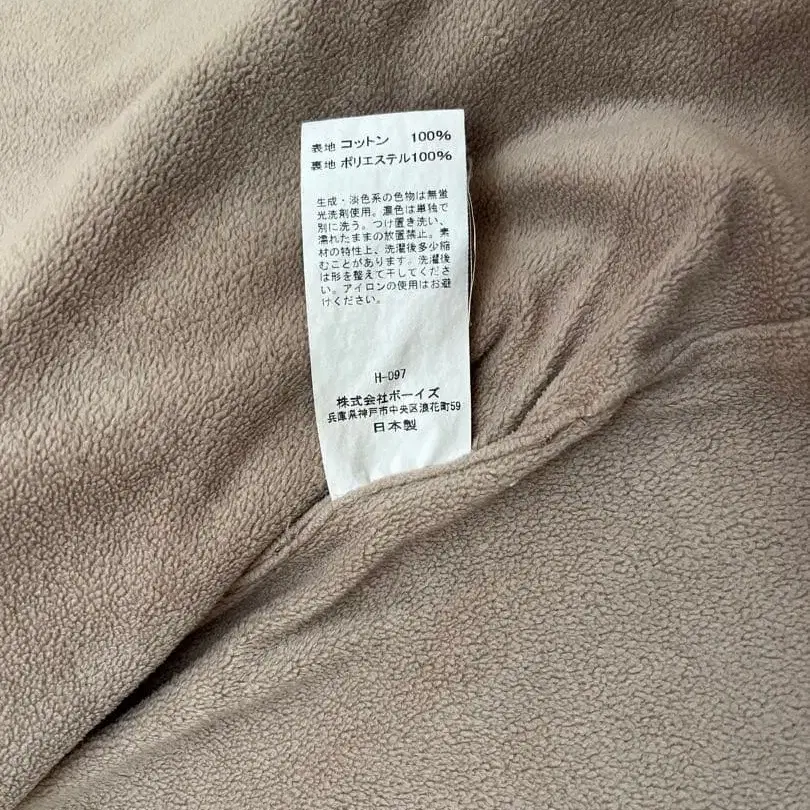 表地 コットン 100%
裏地 ポリエステル100%
生成・淡色系の色物は無蛍
光洗剤使用。濃色は単独で
別に洗う。つけ置き洗い、
濡れたままの放置禁止。素
材の特性上、洗濯後多少縮
むことがあります。洗濯後
は形を整えて干してくださ
い。アイロンの使用はお避
けください。
H-097
株式会社ボーイズ
兵庫県神戸市中央区浪花町59
日本製